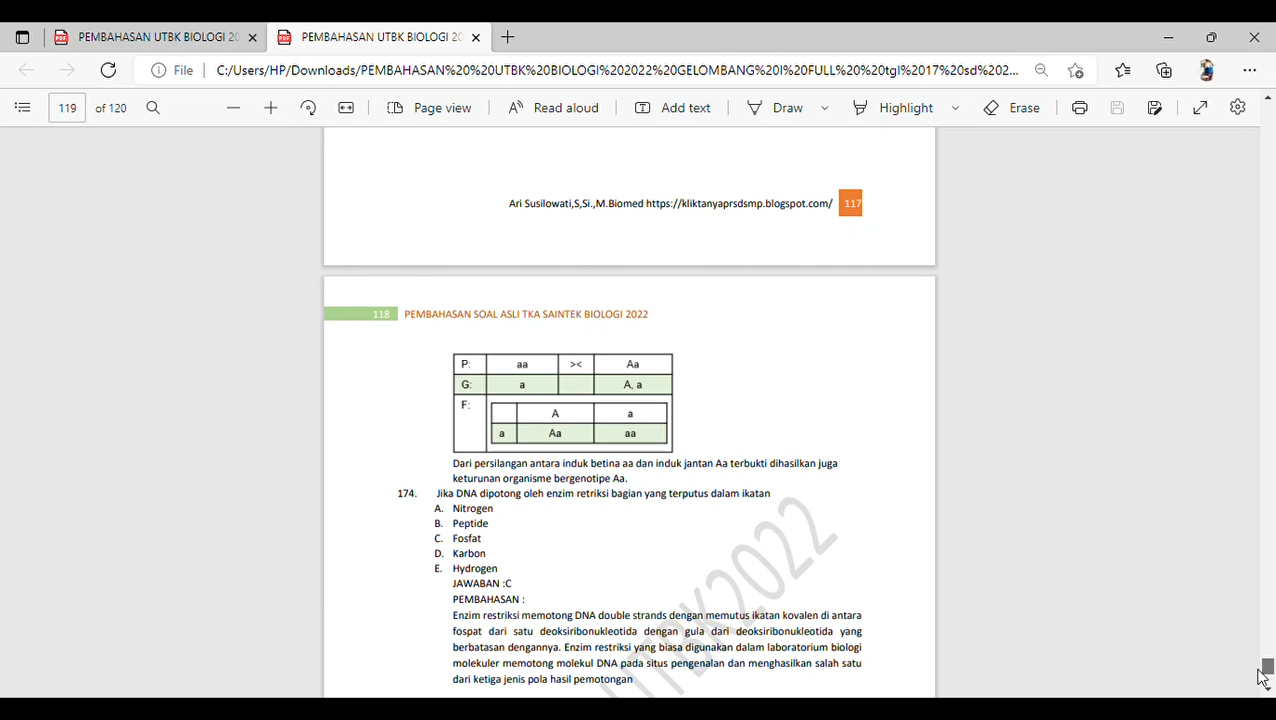 PEMBAHASAN UTBK BIOLOGI 20
PEMBAHASAN UTBK BIOLOGI 20
File
C:/Users/HP/Downloads/PEMBAHASAN%20%20UTBK%20BIOLOGI%202022%20GELOMBANG%20I%20FULL%20%20tgl%2017%20sd%202...
119 of 120
Page view
Read aloud
Add text
Draw
Highlight
Erase
Ari Susilowati,S,Si.,M.Biomed https://kliktanyaprsdsmp.blogspot.com/ 117
118 PEMBAHASAN SOAL ASLI TKA SAINTEK BIOLOGI 2022
P: aa >< Aa
G: a A, a
F:
A a
a Aa aa
Dari persilangan antara induk betina aa dan induk jantan Aa terbukti dihasilkan juga
keturunan organisme bergenotipe Aa.
174. Jika DNA dipotong oleh enzim retriksi bagian yang terputus dalam ikatan
A. Nitrogen
B. Peptide
C. Fosfat
D. Karbon
E. Hydrogen
JAWABAN :C
PEMBAHASAN :
Enzim restriksi memotong DNA double strands dengan memutus ikatan kovalen di antara
fospat dari satu deoksiribonukleotida dengan gula dari deoksiribonukleotida yang
berbatasan dengannya. Enzim restriksi yang biasa digunakan dalam laboratorium biologi
molekuler memotong molekul DNA pada situs pengenalan dan menghasilkan salah satu
dari ketiga jenis pola hasil pemotongan
UTBK2022